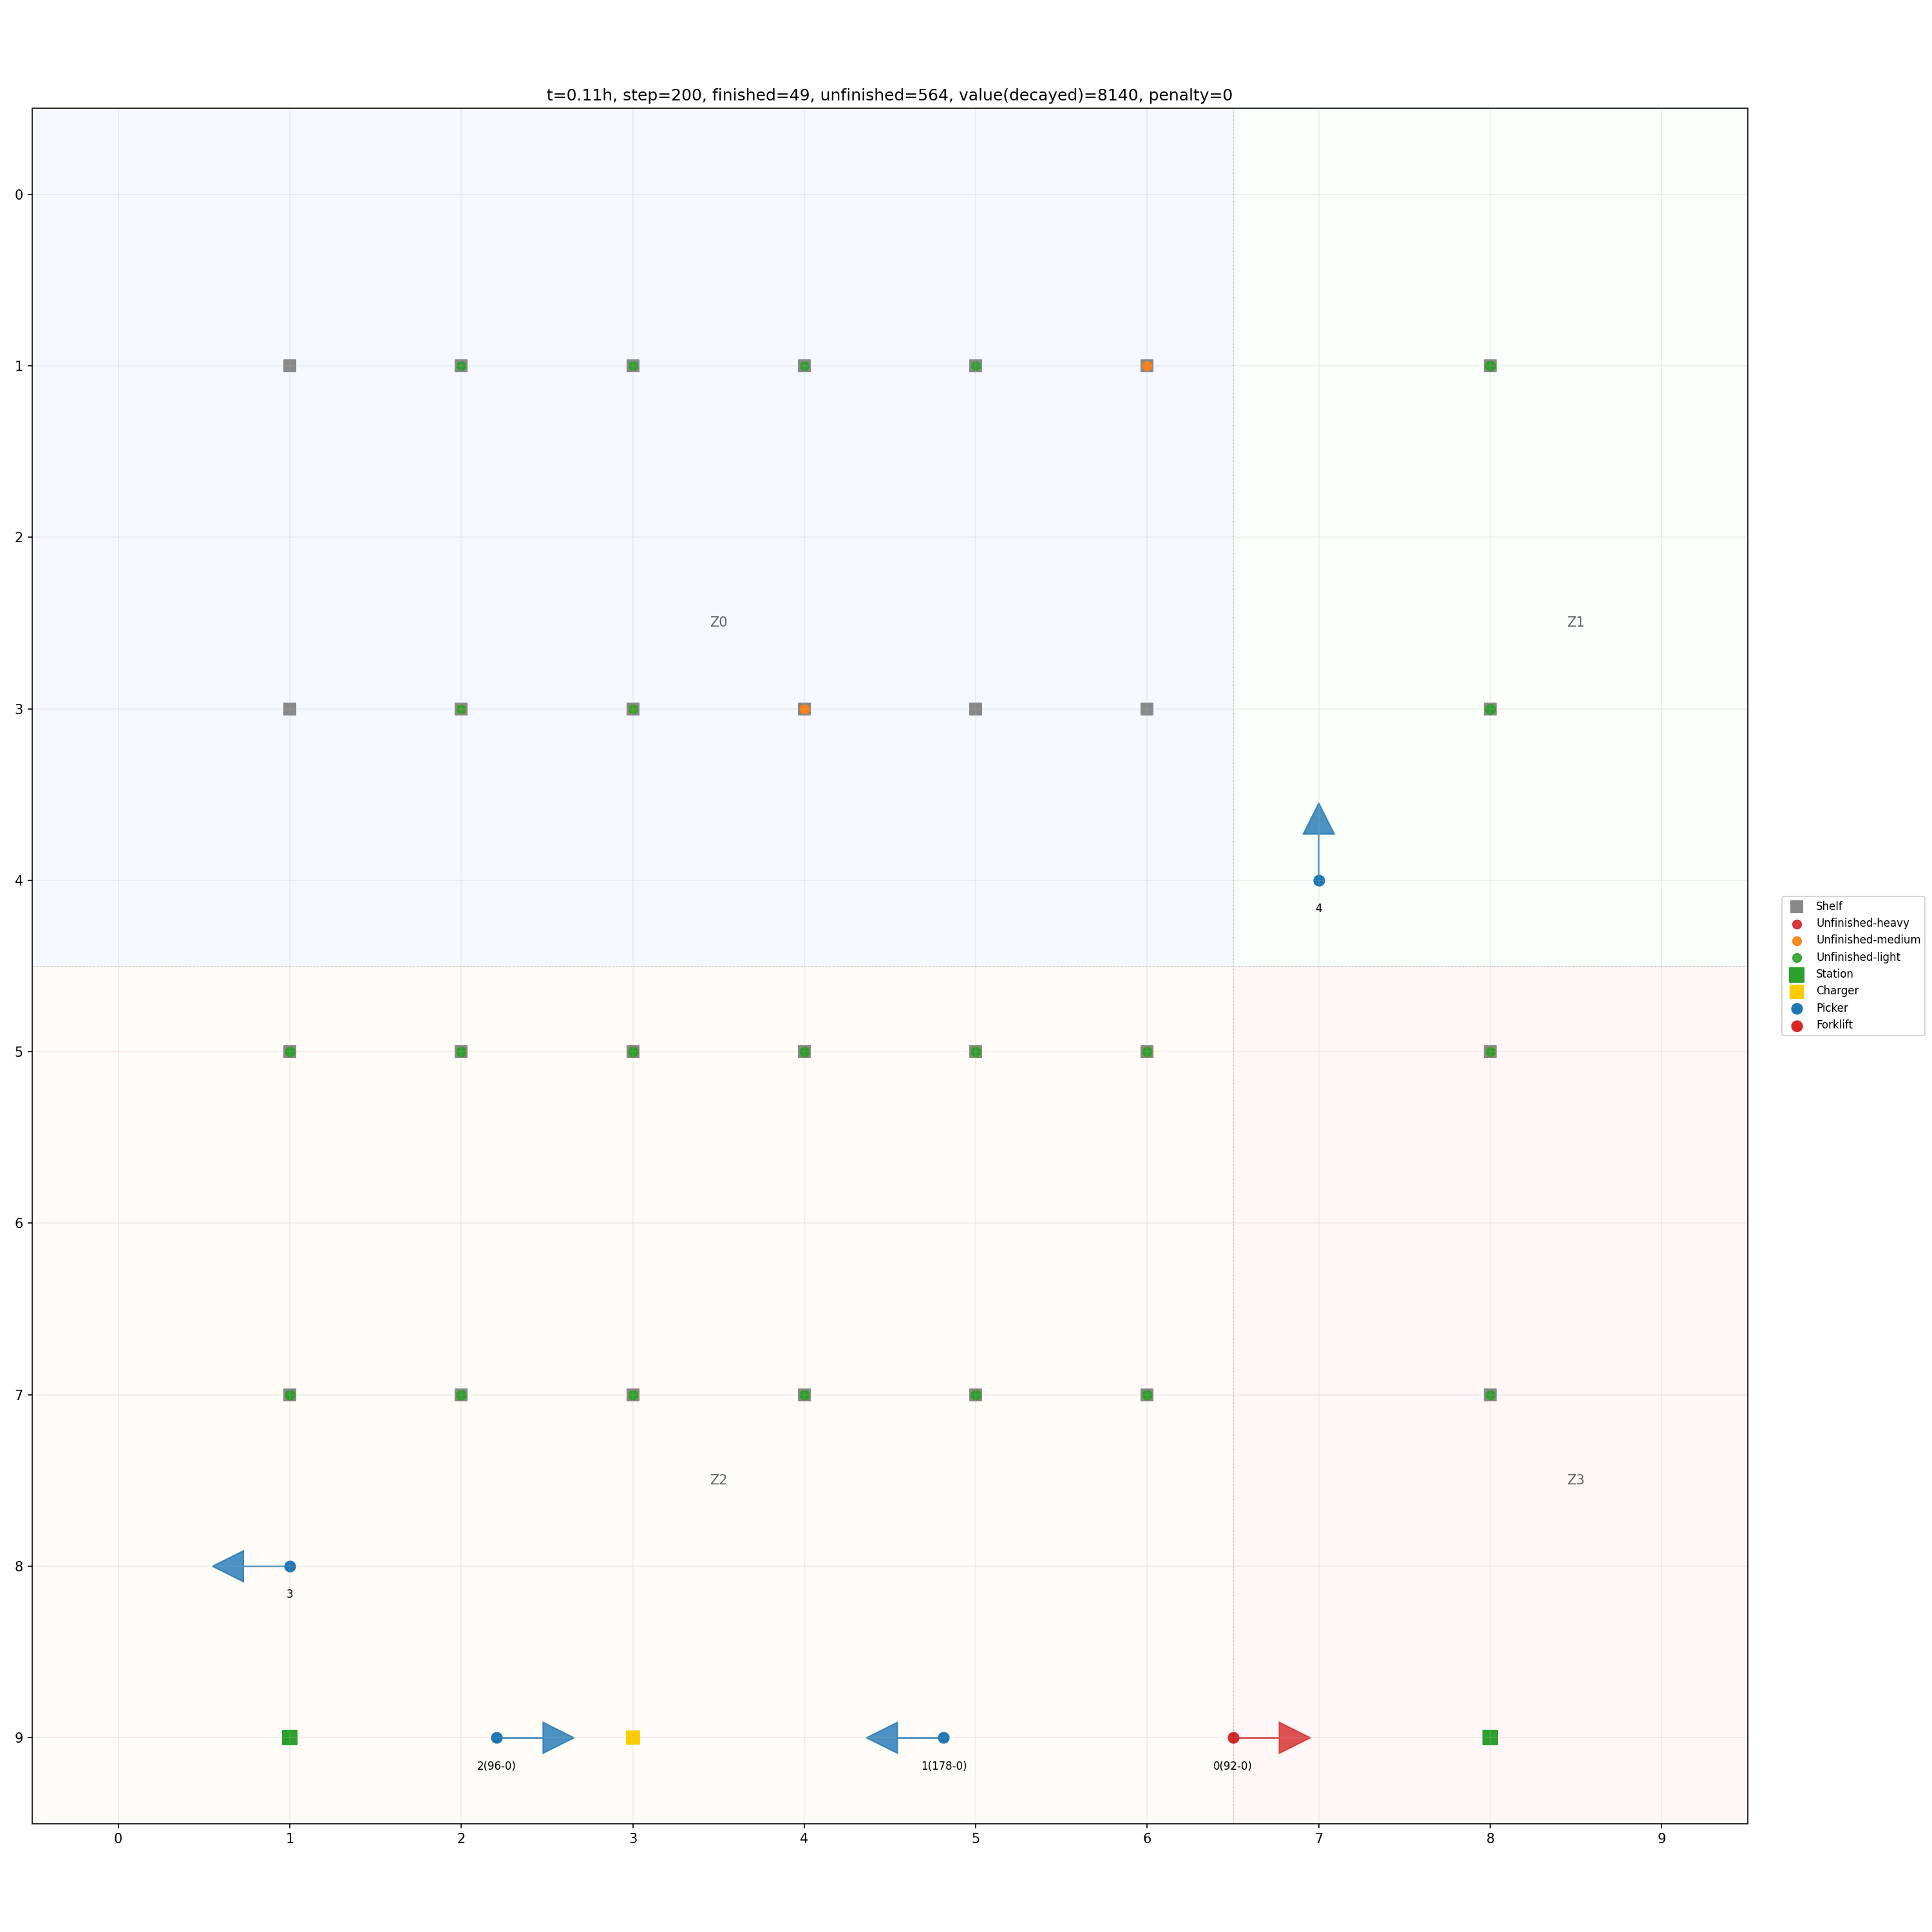 t=0.11h, step=200, finished=49, unfinished=564, value(decayed)=8140, penalty=0
0
1
2
Z0
Z1
3
4
4
Shelf
Unfinished-heavy
Unfinished-medium
Unfinished-light
Station
Charger
Picker
Forklift
5
6
7
Z2
Z3
8
3
9
2(96-0)
1(178-0)
0(92-0)
0 1 2 3 4 5 6 7 8 9